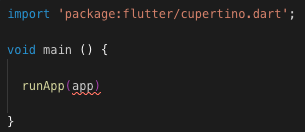 import 'package:flutter/cupertino.dart';
void main () {
runApp(app)
}